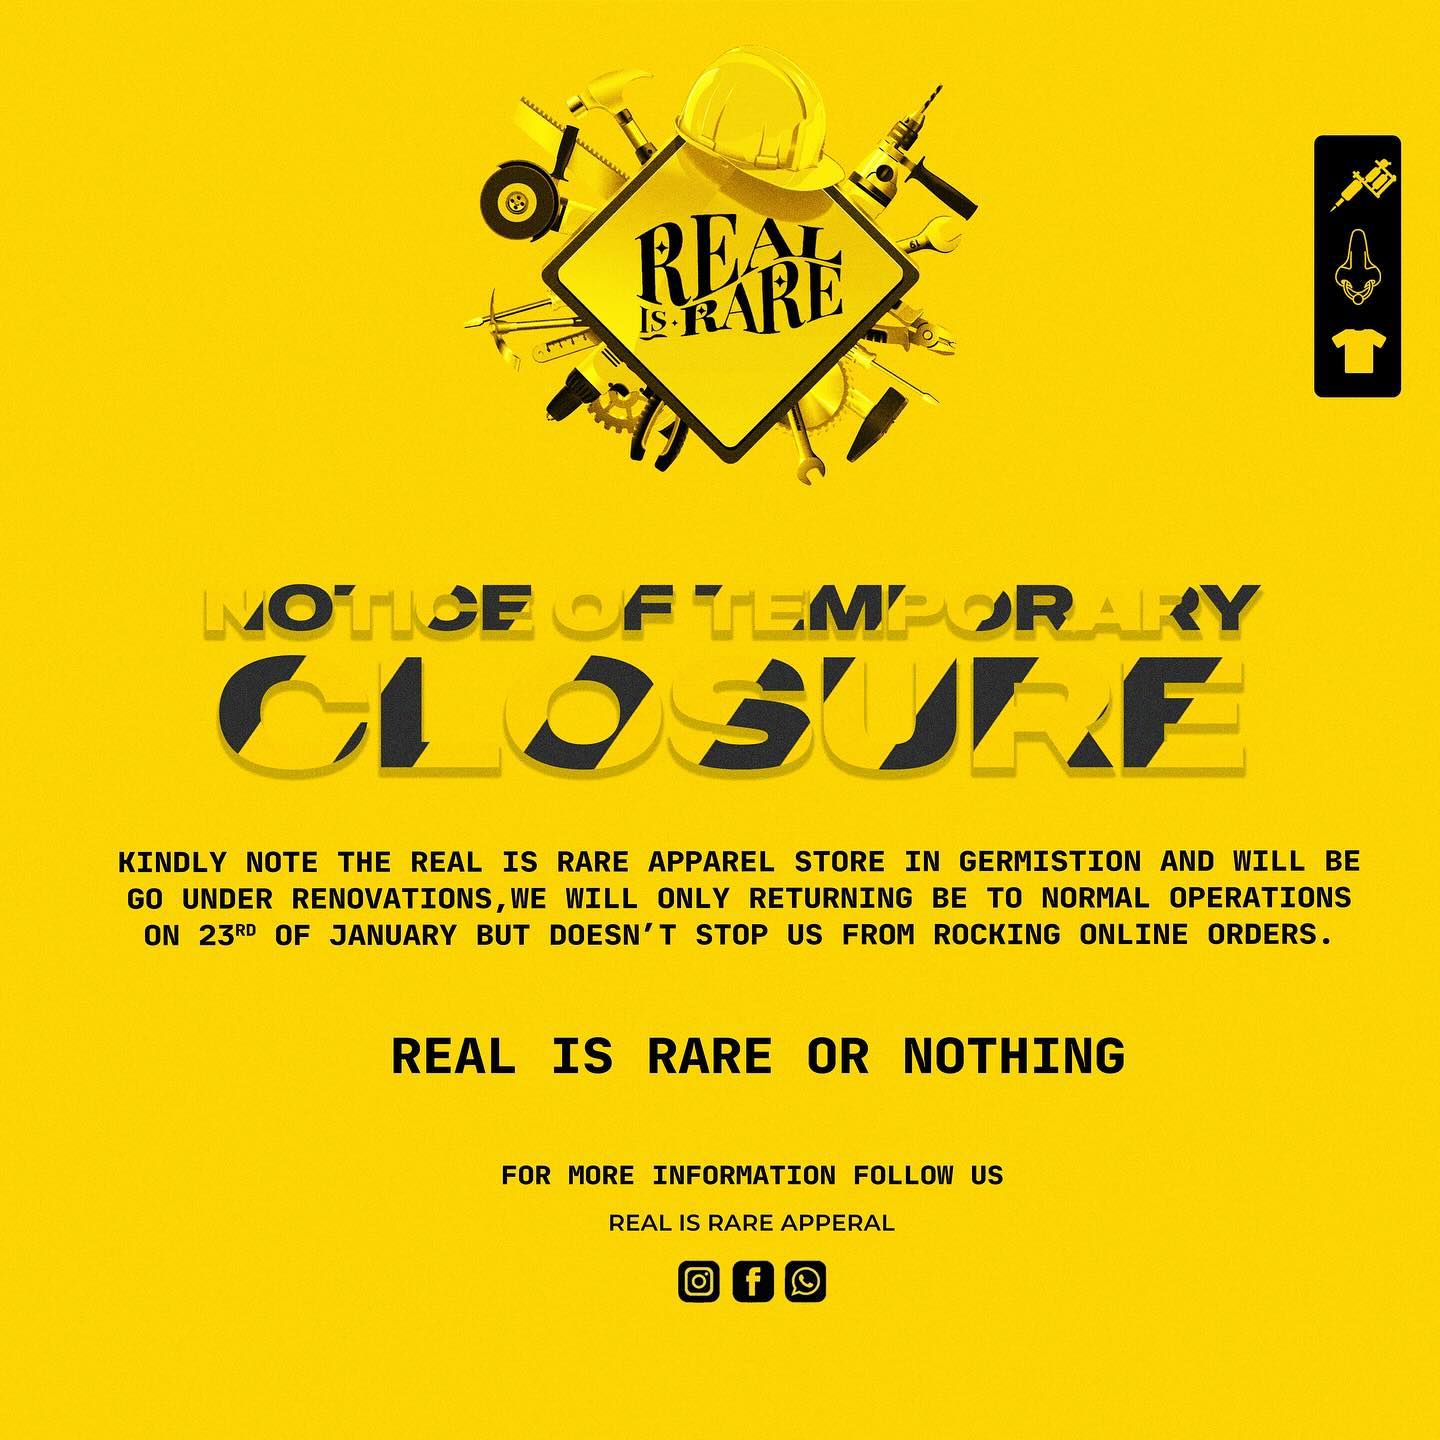 REAL
IS RARE
NOTICE OF TEMPORARY
CLOSURE
KINDLY NOTE THE REAL IS RARE APPAREL STORE IN GERMISTION AND WILL BE
GO UNDER RENOVATIONS,WE WILL ONLY RETURNING BE TO NORMAL OPERATIONS
ON 23RD OF JANUARY BUT DOESN’T STOP US FROM ROCKING ONLINE ORDERS.
REAL IS RARE OR NOTHING
FOR MORE INFORMATION FOLLOW US
REAL IS RARE APPERAL